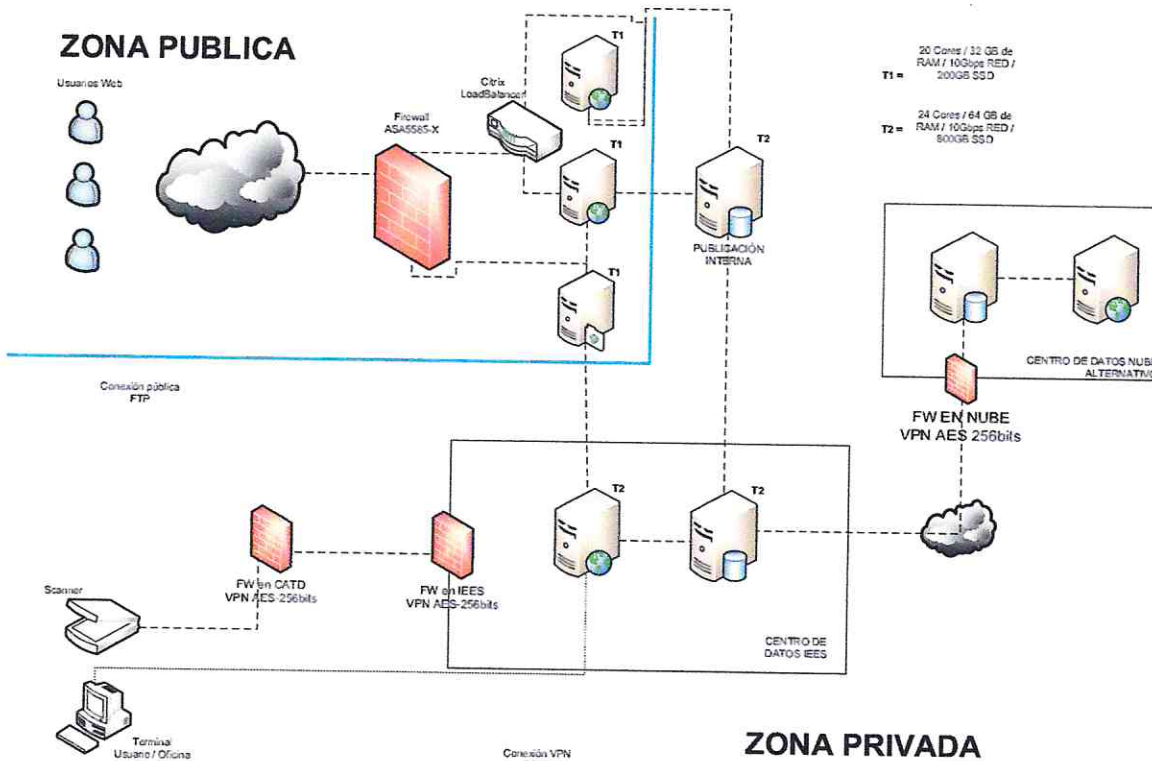 ZONA PUBLICA
Usuarios Web
Firewall
ASA5585-X
Citrix
LoadBalancer
T1
T1
T1
T2
PUBLICACIÓN
INTERNA
T1 =
20 Cores / 32 GB de
RAM / 10Gbps RED /
200GB SSD
T2 =
24 Cores / 64 GB de
RAM / 10Gbps RED /
800GB SSD
CENTRO DE DATOS NUBE
ALTERNATIVO
FW EN NUBE
VPN AES 256bits
Conexión pública
FTP
T2
T2
FW en CATD
VPN AES-256bits
FW en IEES
VPN AES-256bits
Scanner
CENTRO DE
DATOS IEES
Terminal
Usuario / Oficina
Conexión VPN
ZONA PRIVADA